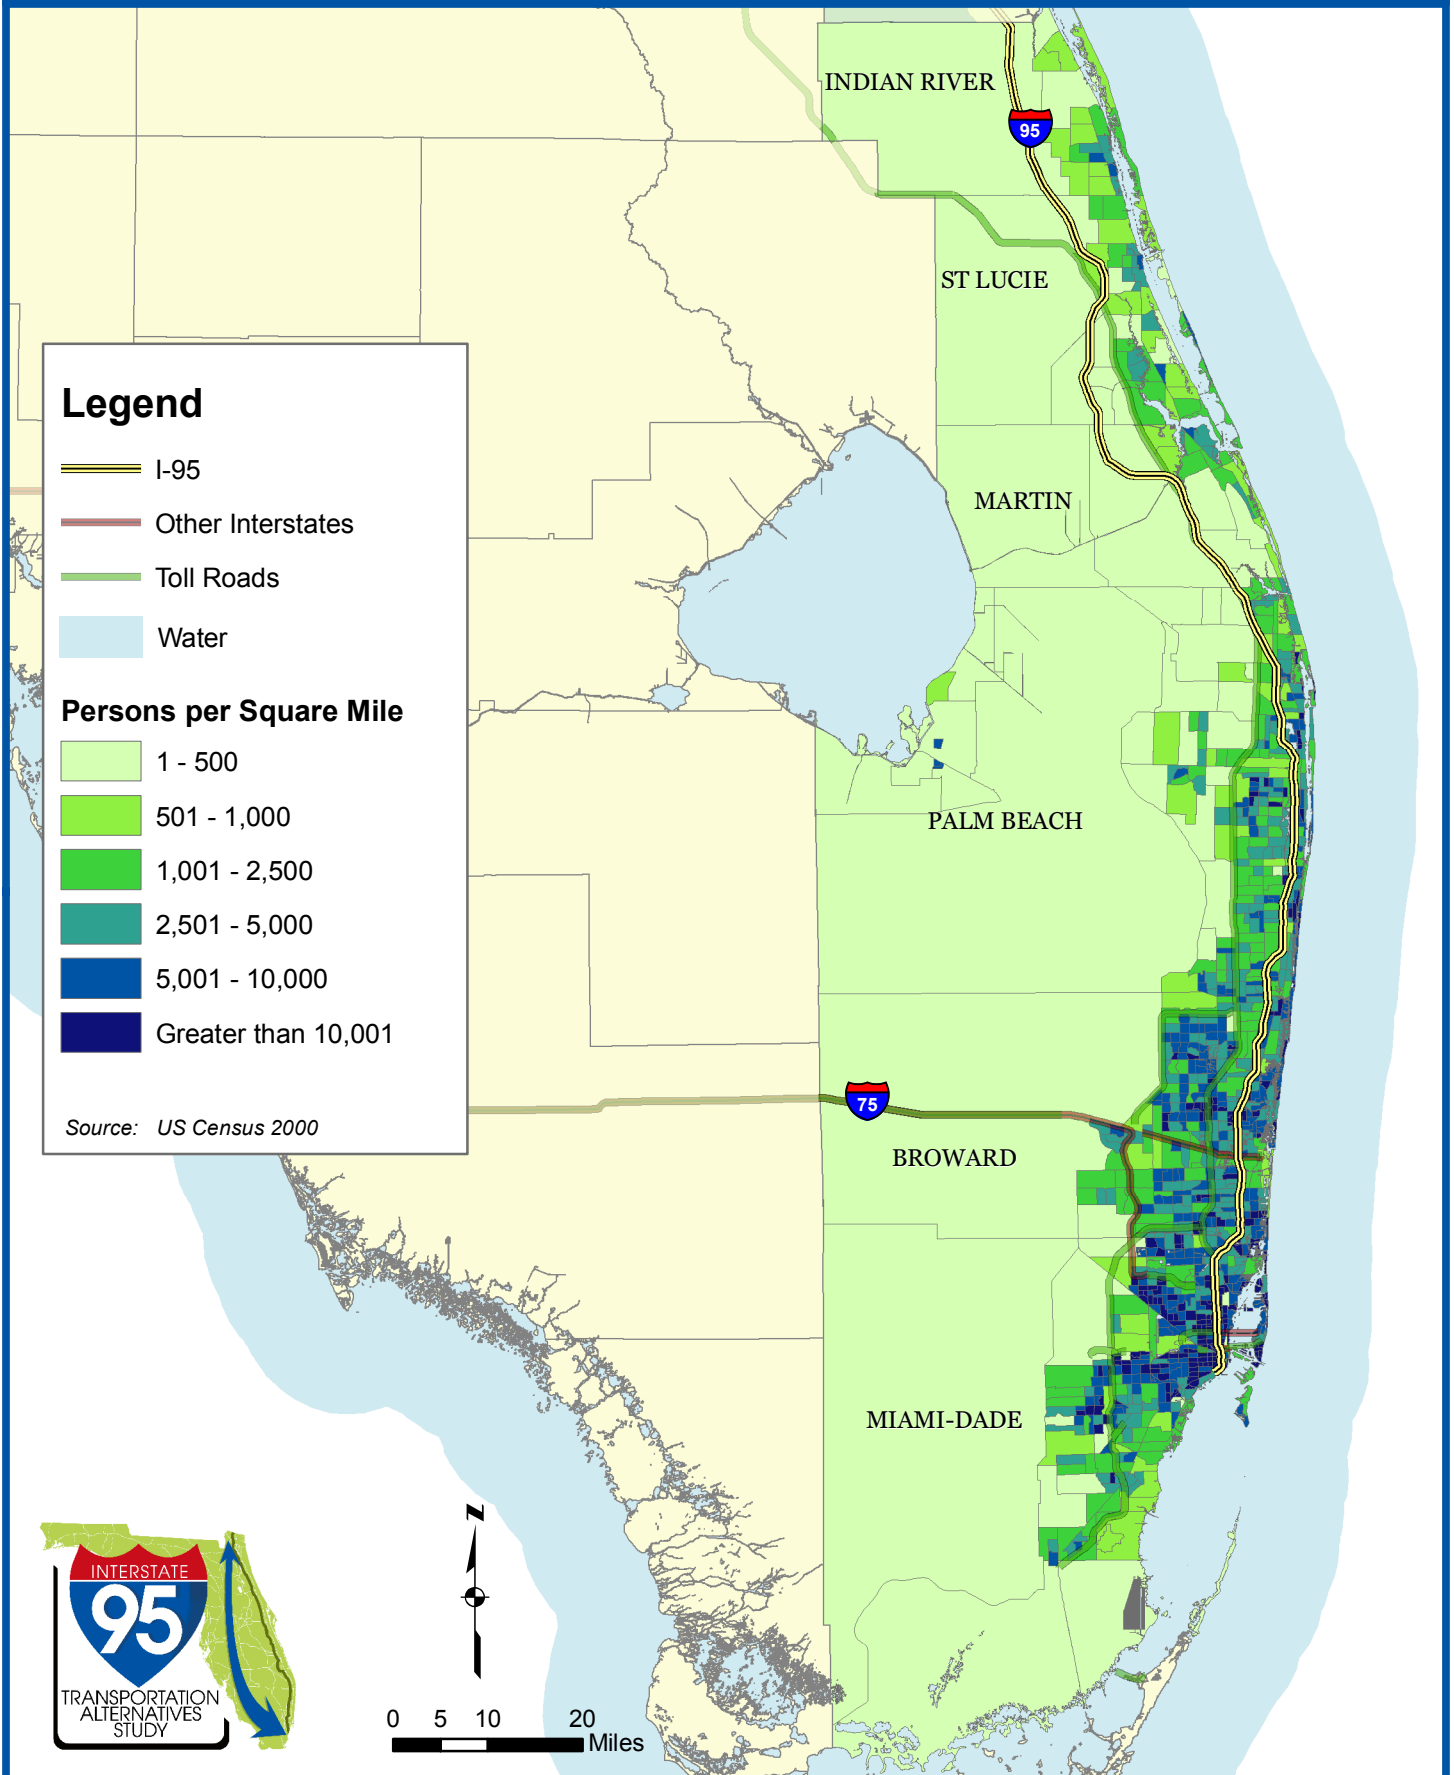 INDIAN RIVER
95
ST LUCIE
MARTIN
PALM BEACH
75
BROWARD
MIAMI-DADE
Legend
I-95
Other Interstates
Toll Roads
Water
Persons per Square Mile
1 - 500
501 - 1,000
1,001 - 2,500
2,501 - 5,000
5,001 - 10,000
Greater than 10,001
Source: US Census 2000
INTERSTATE
95
TRANSPORTATION
ALTERNATIVES
STUDY
N
0 5 10 20
Miles